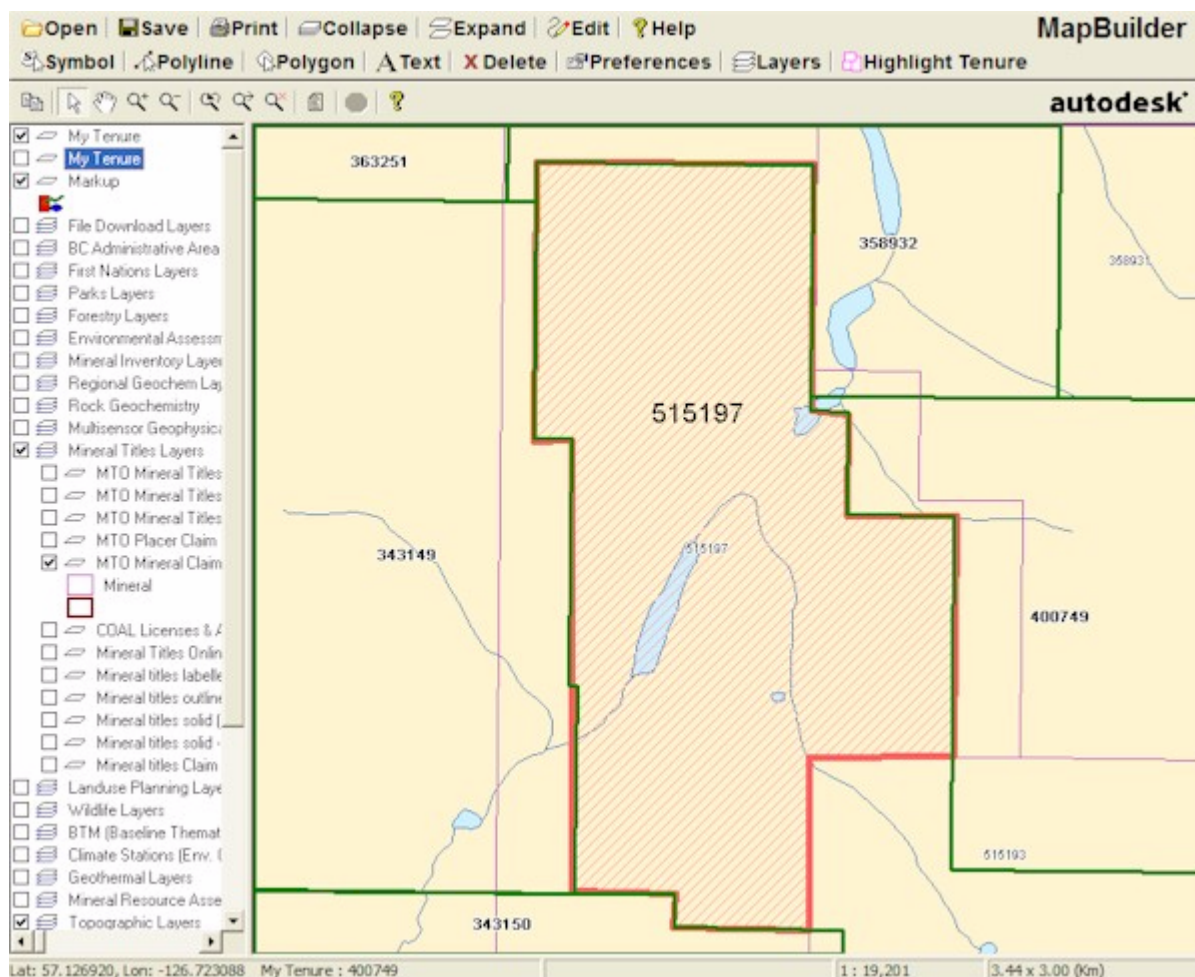 Open Save Print Collapse Expand Edit Help MapBuilder
Symbol Polyline Polygon A Text X Delete Preferences Layers Highlight Tenure
autodesk
My Tenure
My Tenure
Markup
File Download Layers
BC Administrative Area
First Nations Layers
Parks Layers
Forestry Layers
Environmental Assessm
Mineral Inventory Layer
Regional Geochem Lay
Rock Geochemistry
Multisensor Geophysica
Mineral Titles Layers
MTO Mineral Titles
MTO Mineral Titles
MTO Mineral Titles
MTO Placer Claim
MTO Mineral Claim
Mineral
COAL Licenses & A
Mineral Titles Onlin
Mineral titles labelle
Mineral titles outline
Mineral titles solid (
Mineral titles solid -
Mineral titles Claim
Landuse Planning Laye
Wildlife Layers
BTM (Baseline Themat
Climate Stations (Env. C
Geothermal Layers
Mineral Resource Asse
Topographic Layers
363251
358932
358931
515197
343149
515197
400749
515193
343150
Lat: 57.126920, Lon: -126.723088 My Tenure : 400749 1 : 19,201 3.44 x 3.00 (Km)